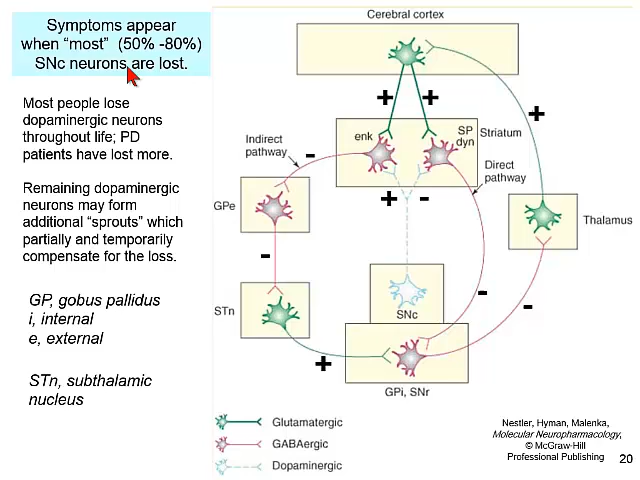 Symptoms appear
when "most" (50% -80%)
SNc neurons are lost.
Most people lose
dopaminergic neurons
throughout life; PD
patients have lost more.
Remaining dopaminergic
neurons may form
additional "sprouts" which
partially and temporarily
compensate for the loss.
GP, gobus pallidus
i, internal
e, external
STn, subthalamic
nucleus
Cerebral cortex
+ +
+
enk
SP
dyn
Striatum
Indirect
pathway
-
Direct
pathway
+ -
GPe
Thalamus
-
SNc
STn
-
-
+
GPi, SNr
Glutamatergic
GABAergic
Dopaminergic
Nestler, Hyman, Malenka,
Molecular Neuropharmacology,
© McGraw-Hill
Professional Publishing
20